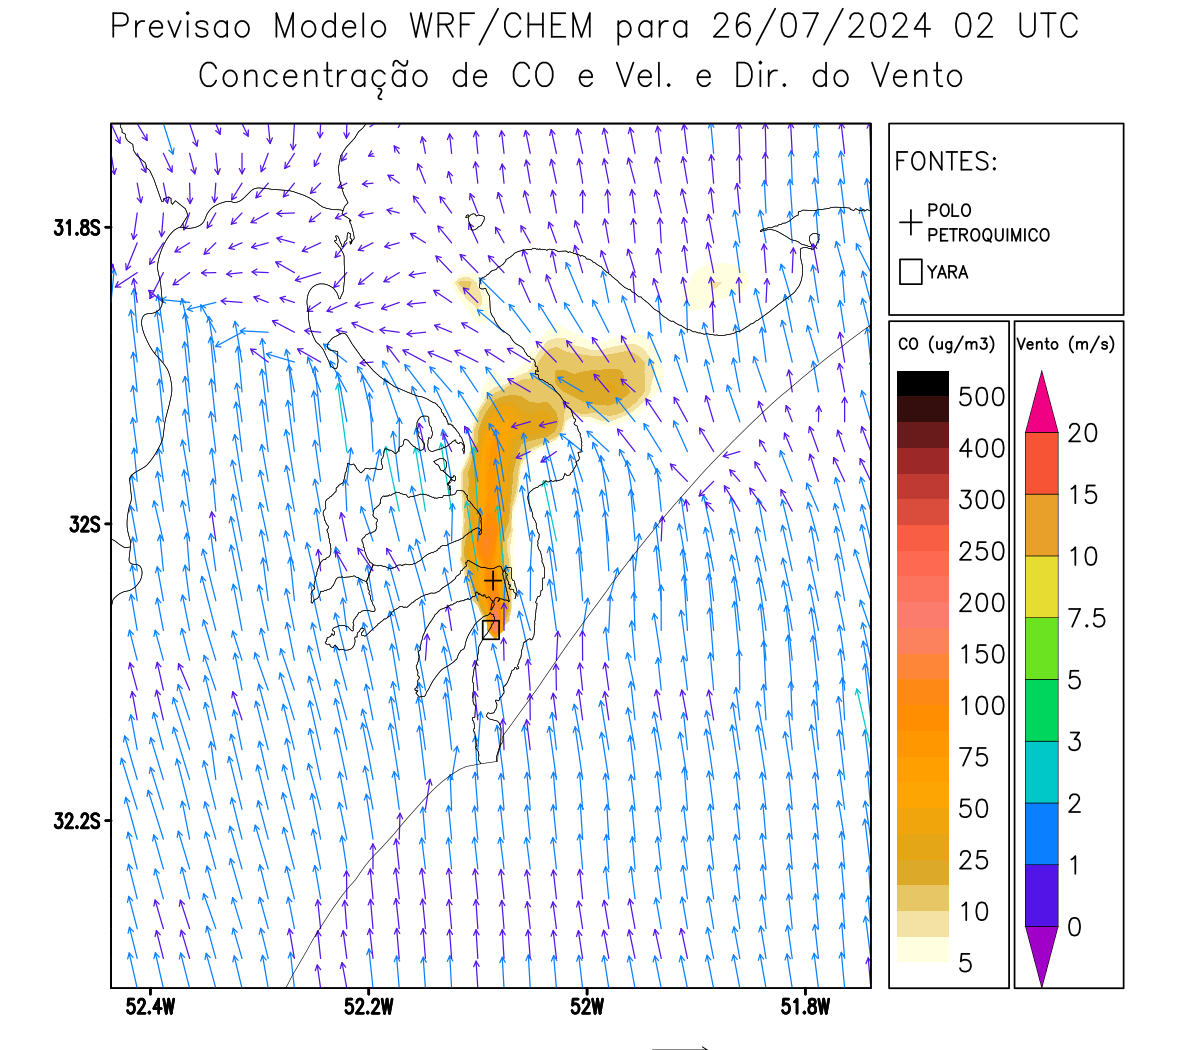 Previsao Modelo WRF/CHEM para 26/07/2024 02 UTC
Concentração de CO e Vel. e Dir. do Vento
FONTES:
POLO
PETROQUIMICO
YARA
CO (ug/m3)
500
400
300
250
200
150
100
75
50
25
10
5
Vento (m/s)
20
15
10
7.5
5
3
2
1
0
31.8S
32S
32.2S
52.4W
52.2W
52W
51.8W